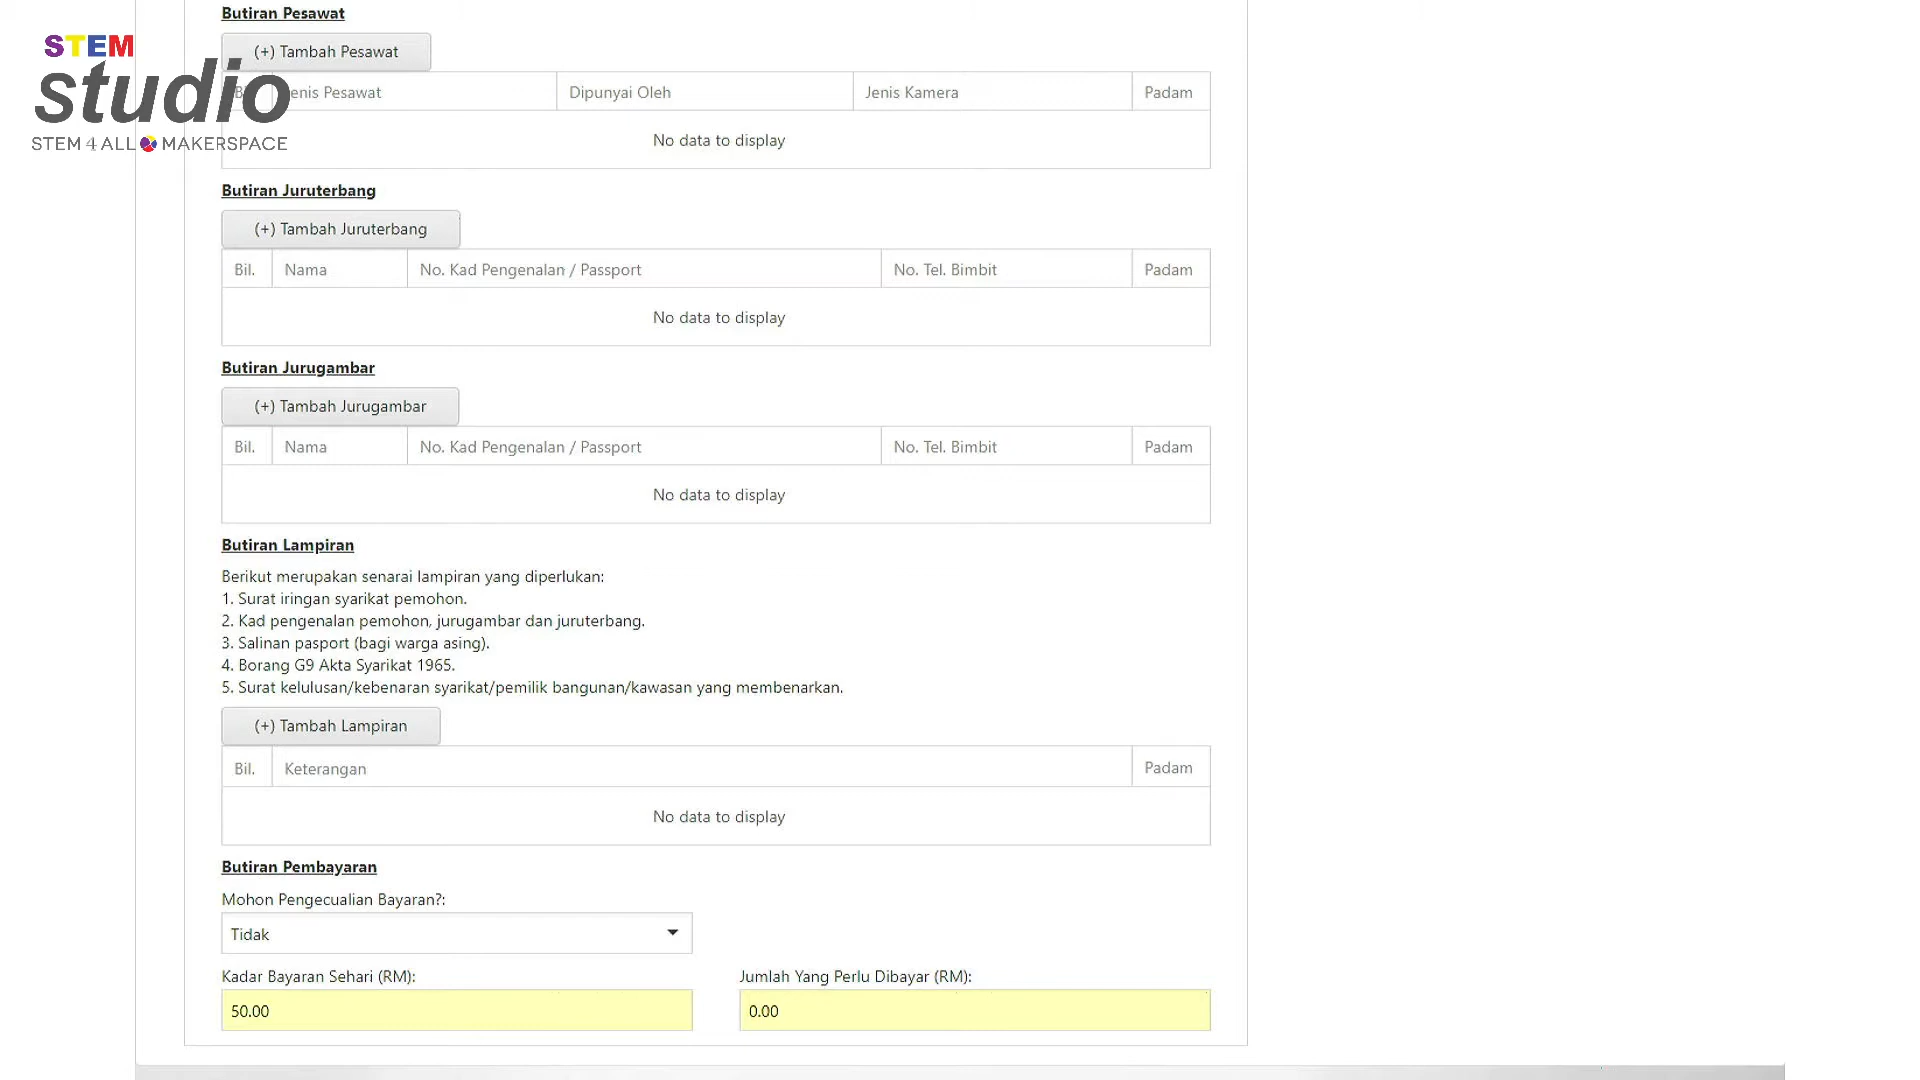 Butiran Pesawat
STEM
studio
STEM 4 ALL MAKERSPACE
(+) Tambah Pesawat
Jenis Pesawat Dipunyai Oleh Jenis Kamera Padam
No data to display
Butiran Juruterbang
(+) Tambah Juruterbang
Bil. Nama No. Kad Pengenalan / Passport No. Tel. Bimbit Padam
No data to display
Butiran Jurugambar
(+) Tambah Jurugambar
Bil. Nama No. Kad Pengenalan / Passport No. Tel. Bimbit Padam
No data to display
Butiran Lampiran
Berikut merupakan senarai lampiran yang diperlukan:
1. Surat iringan syarikat pemohon.
2. Kad pengenalan pemohon, jurugambar dan juruterbang.
3. Salinan pasport (bagi warga asing).
4. Borang G9 Akta Syarikat 1965.
5. Surat kelulusan/kebenaran syarikat/pemilik bangunan/kawasan yang membenarkan.
(+) Tambah Lampiran
Bil. Keterangan Padam
No data to display
Butiran Pembayaran
Mohon Pengecualian Bayaran?:
Tidak
Kadar Bayaran Sehari (RM): Jumlah Yang Perlu Dibayar (RM):
50.00 0.00